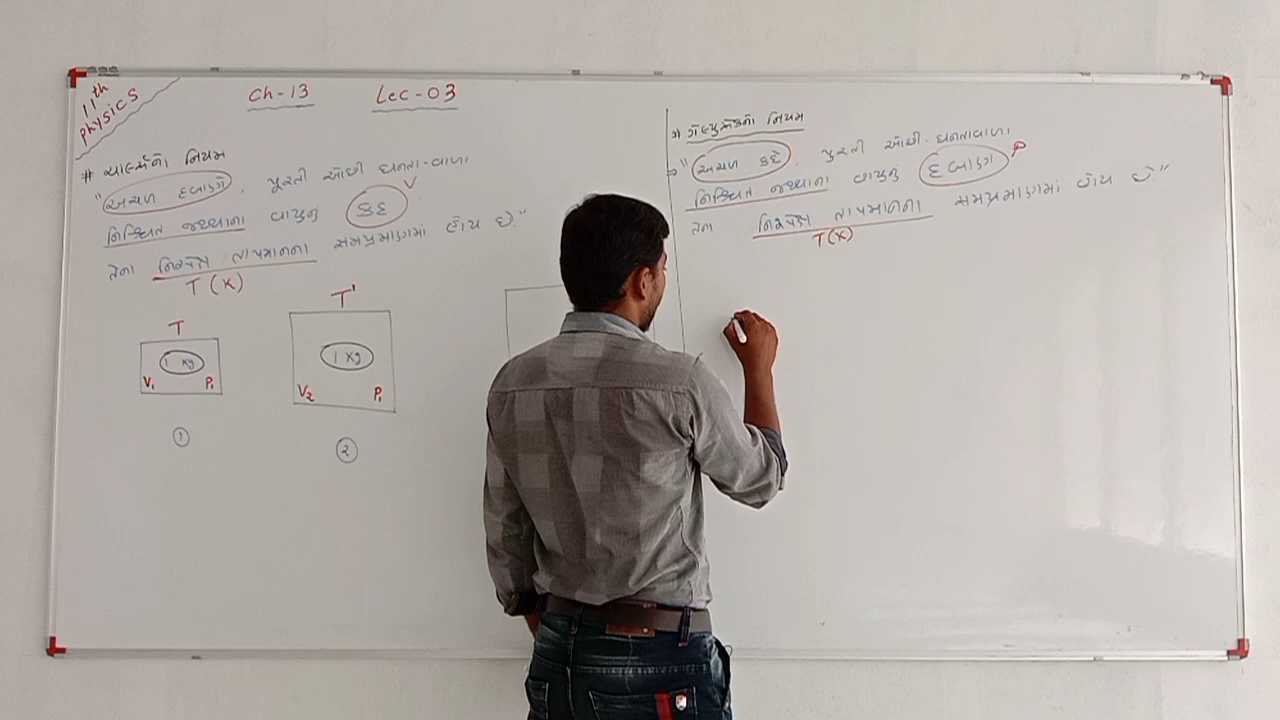 11th
Physics
Ch-13 Lec-03
# ચાર્લ્સનો નિયમ
"અચળ દબાણે, પૂરતી ઓછી ઘનતા-વાળા
નિશ્ચિત જથ્થાના વાયુનું કદ V
તેના નિરપેક્ષ તાપમાનના સમપ્રમાણમાં હોય છે."
T(K)
T
1 kg
V₁ P₁
①
T'
1 kg
V₂ P₁
②
→ ગેલ્યુસેકનો નિયમ
⇒ "અચળ કદે, પુરતી ઓછી-ઘનતાવાળા
નિશ્ચિત જથ્થાના વાયુનું દબાણ P
તેના નિરપેક્ષ તાપમાનના સમપ્રમાણમાં હોય છે"
T(K)